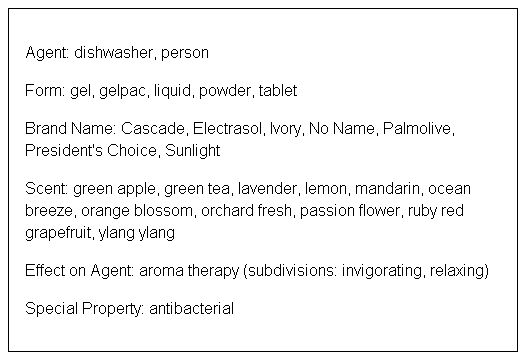 Agent: dishwasher, person
Form: gel, gelpac, liquid, powder, tablet
Brand Name: Cascade, Electrasol, Ivory, No Name, Palmolive,
President's Choice, Sunlight
Scent: green apple, green tea, lavender, lemon, mandarin, ocean
breeze, orange blossom, orchard fresh, passion flower, ruby red
grapefruit, ylang ylang
Effect on Agent: aroma therapy (subdivisions: invigorating, relaxing)
Special Property: antibacterial